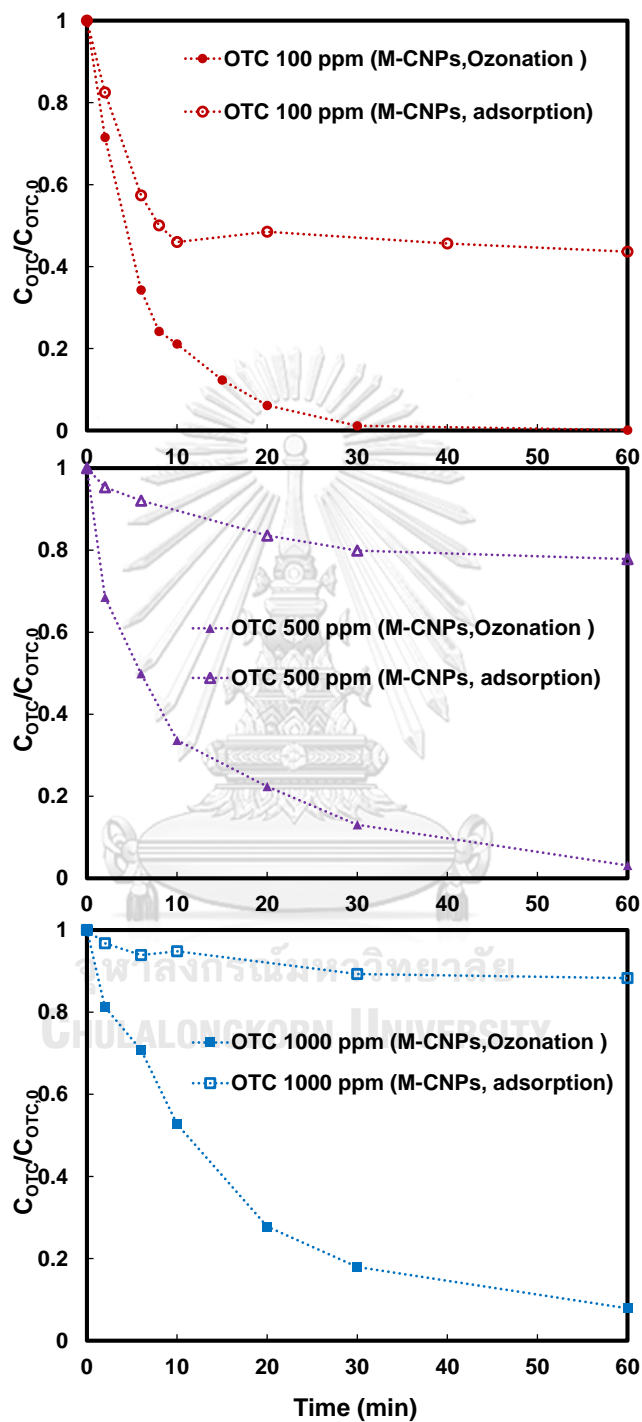 1
0.8
0.6
0.4
0.2
0
C_OTC/C_OTC,0
OTC 100 ppm (M-CNPs,Ozonation )
OTC 100 ppm (M-CNPs, adsorption)
0 10 20 30 40 50 60
1
0.8
0.6
0.4
0.2
0
C_OTC/C_OTC,0
OTC 500 ppm (M-CNPs,Ozonation )
OTC 500 ppm (M-CNPs, adsorption)
0 10 20 30 40 50 60
1
0.8
0.6
0.4
0.2
0
C_OTC/C_OTC,0
จุฬาลงกรณ์มหาวิทยาลัย
CHULALONGKORN UNIVERSITY
OTC 1000 ppm (M-CNPs,Ozonation )
OTC 1000 ppm (M-CNPs, adsorption)
0 10 20 30 40 50 60
Time (min)